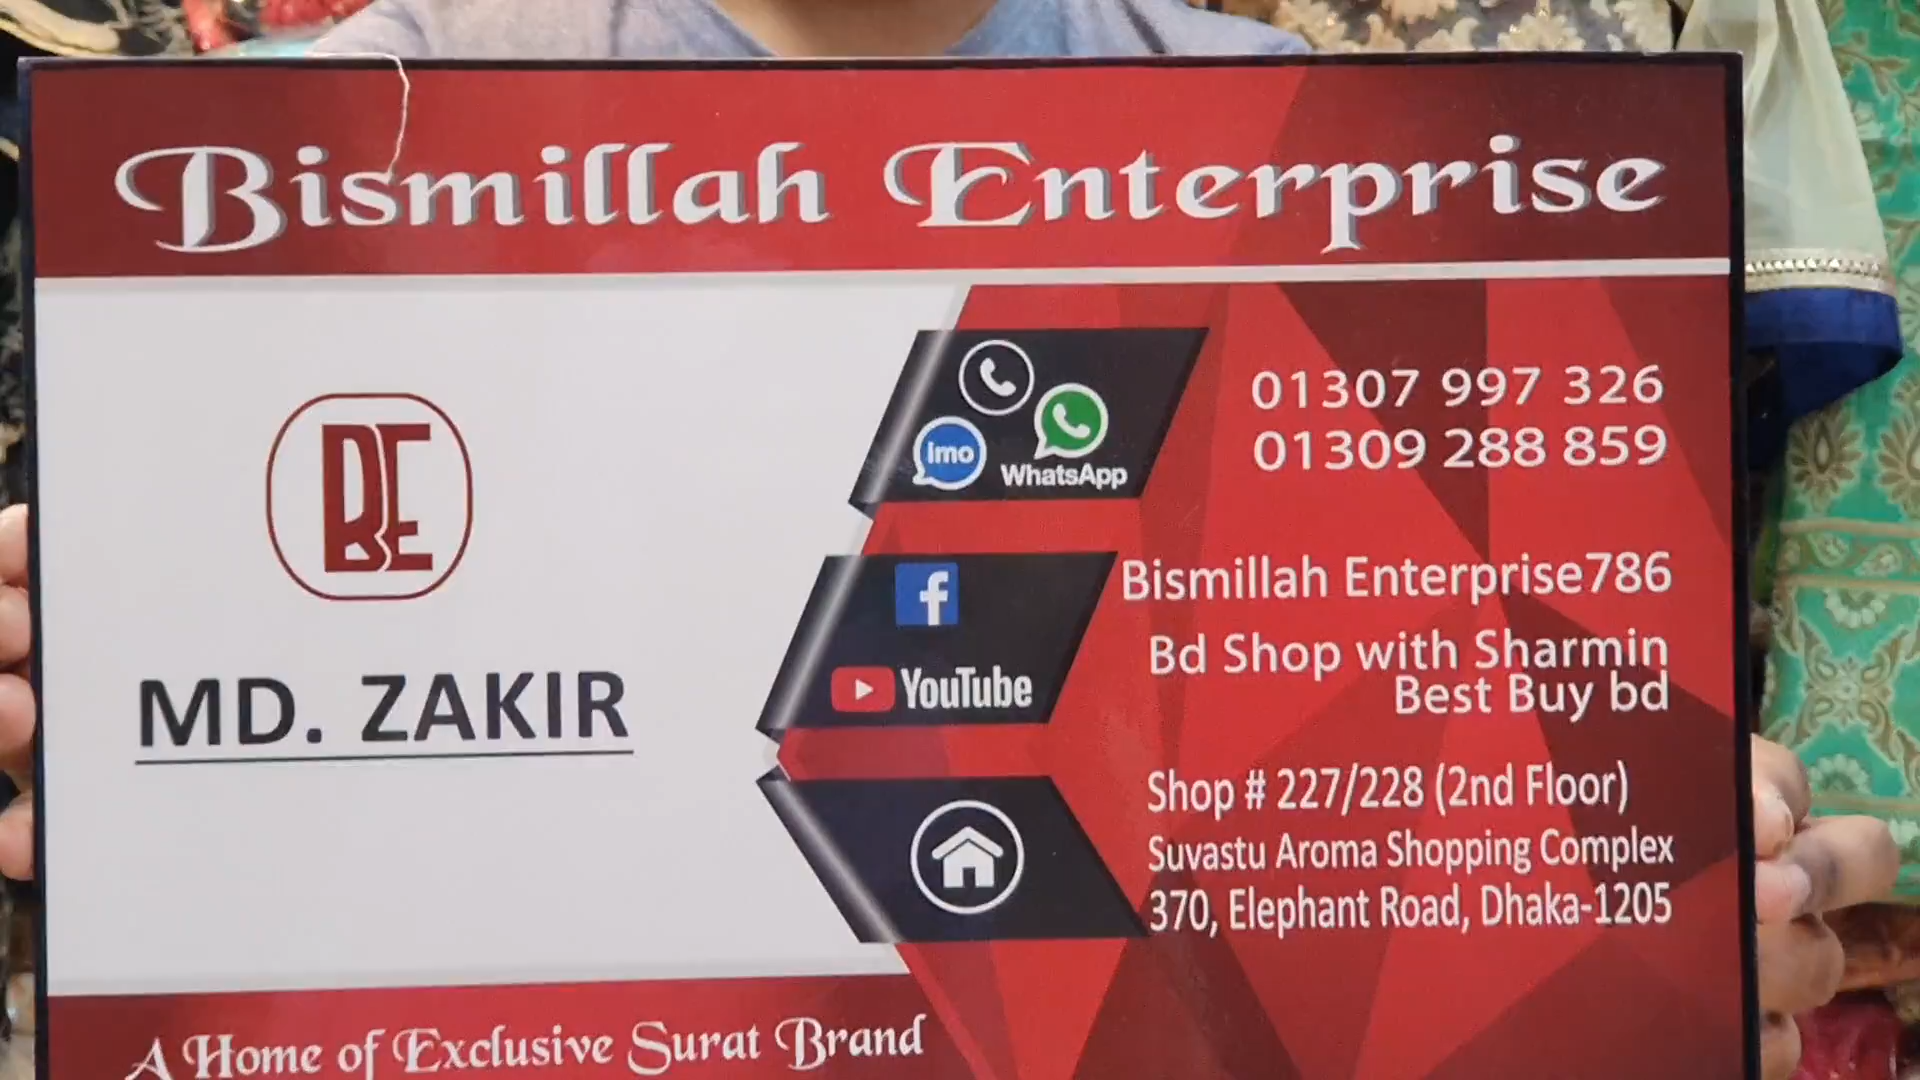 Bismillah Enterprise
BE
MD. ZAKIR
imo
WhatsApp
01307 997 326
01309 288 859
YouTube
Bismillah Enterprise786
Bd Shop with Sharmin
Best Buy bd
Shop # 227/228 (2nd Floor)
Suvastu Aroma Shopping Complex
370, Elephant Road, Dhaka-1205
A Home of Exclusive Surat Brand